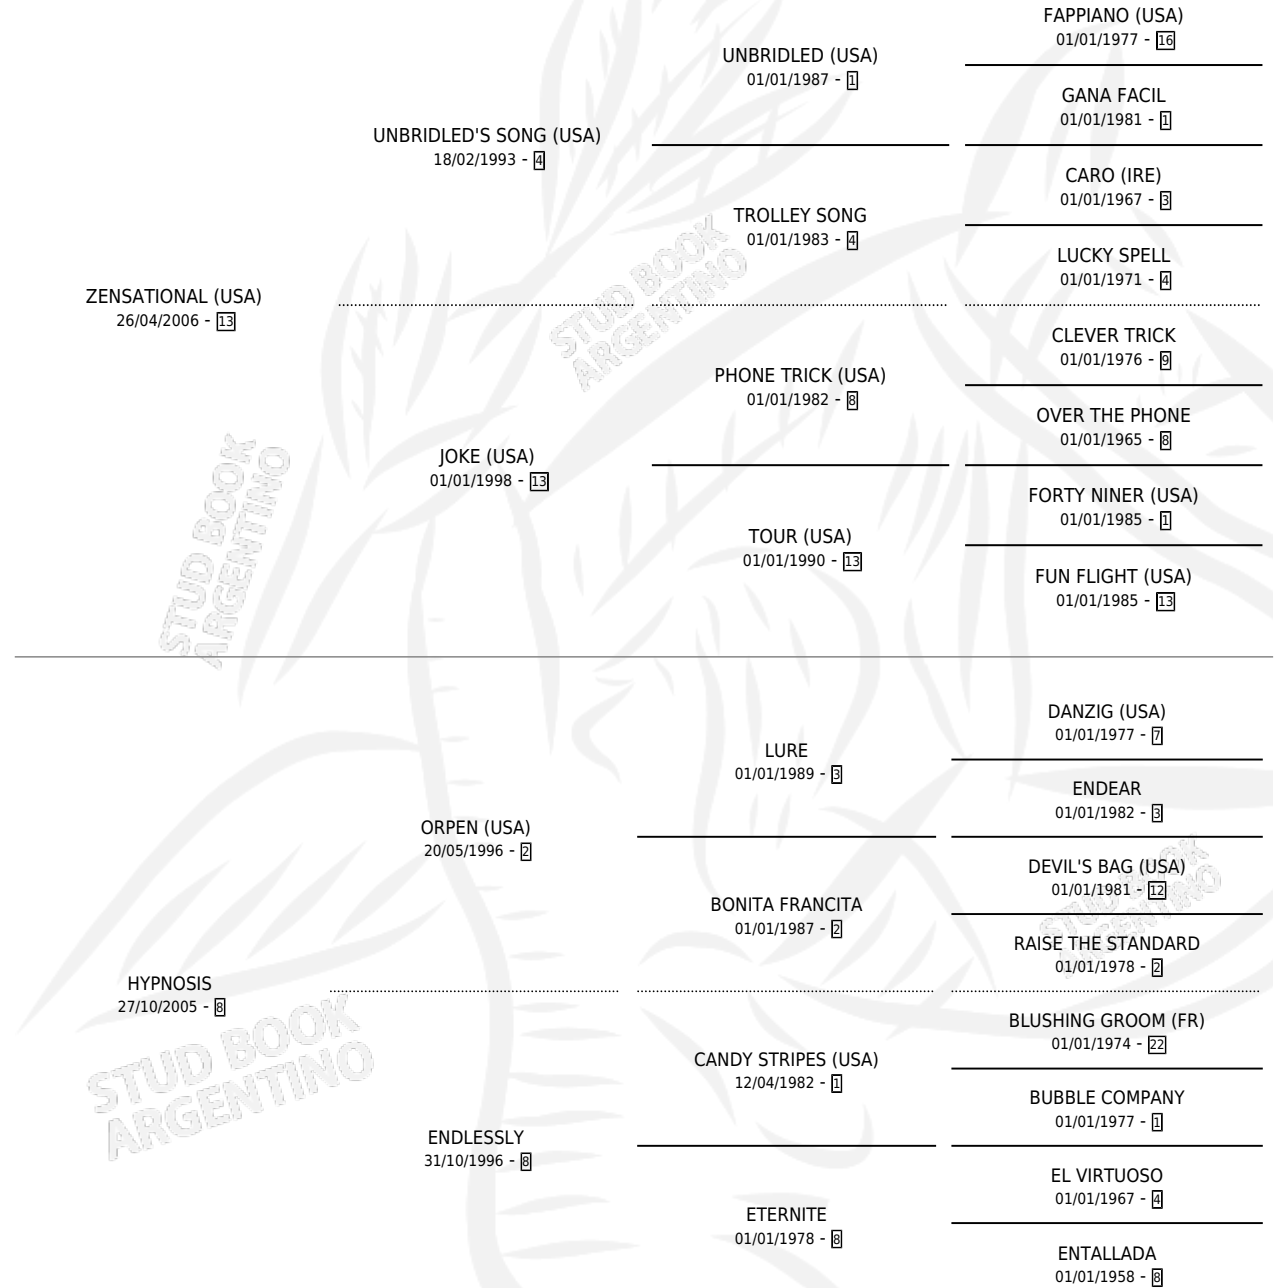 FAPPIANO (USA)
01/01/1977 - 16
UNBRIDLED (USA)
01/01/1987 - 1
GANA FACIL
01/01/1981 - 1
UNBRIDLED'S SONG (USA)
18/02/1993 - 4
CARO (IRE)
01/01/1967 - 3
TROLLEY SONG
01/01/1983 - 4
LUCKY SPELL
01/01/1971 - 4
ZENSATIONAL (USA)
26/04/2006 - 13
STUD BOOK
ARGENTINO
CLEVER TRICK
01/01/1976 - 9
PHONE TRICK (USA)
01/01/1982 - 8
OVER THE PHONE
01/01/1965 - 8
JOKE (USA)
01/01/1998 - 13
FORTY NINER (USA)
01/01/1985 - 1
TOUR (USA)
01/01/1990 - 13
FUN FLIGHT (USA)
01/01/1985 - 13
STUD BOOK
ARGENTINO
DANZIG (USA)
01/01/1977 - 7
LURE
01/01/1989 - 3
ENDEAR
01/01/1982 - 3
ORPEN (USA)
20/05/1996 - 2
DEVIL'S BAG (USA)
01/01/1981 - 12
BONITA FRANCITA
01/01/1987 - 2
STUD BOOK
ARGENTINO
RAISE THE STANDARD
01/01/1978 - 2
HYPNOSIS
27/10/2005 - 8
BLUSHING GROOM (FR)
01/01/1974 - 22
CANDY STRIPES (USA)
12/04/1982 - 1
STUD BOOK
ARGENTINO
BUBBLE COMPANY
01/01/1977 - 1
ENDLESSLY
31/10/1996 - 8
EL VIRTUOSO
01/01/1967 - 4
ETERNITE
01/01/1978 - 8
ENTALLADA
01/01/1958 - 8